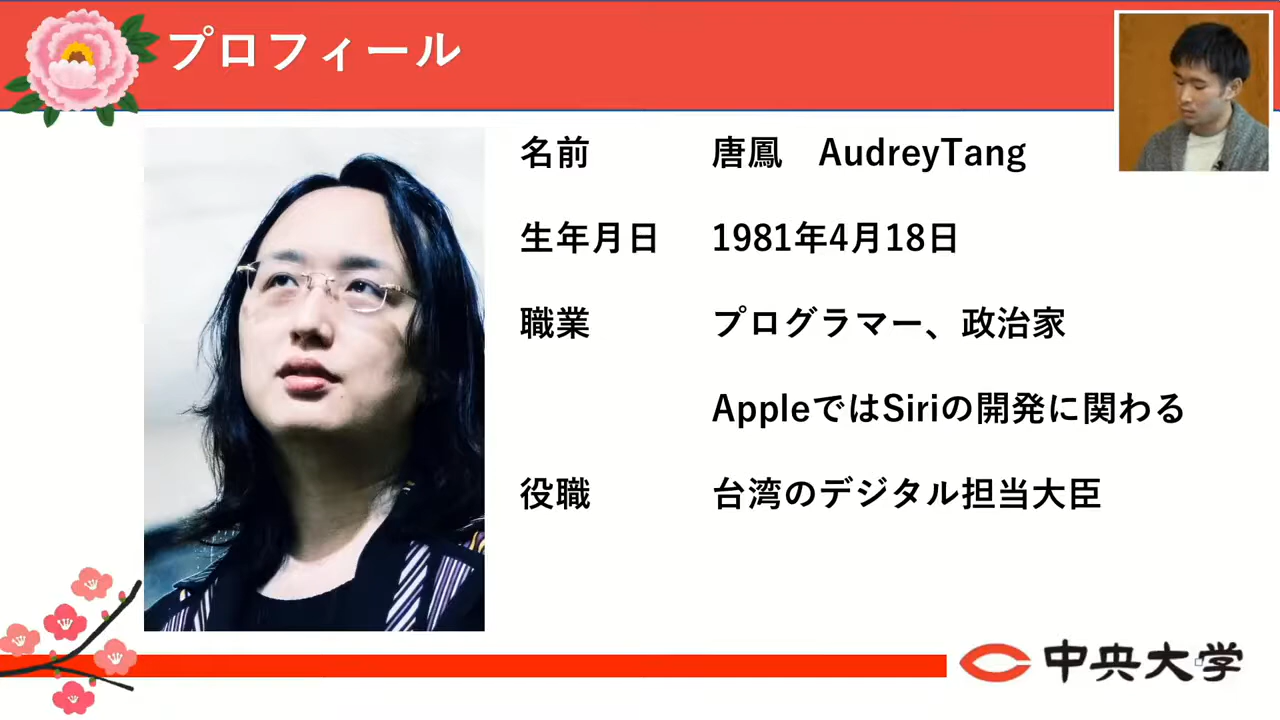 プロフィール
名前 唐鳳 AudreyTang
生年月日 1981年4月18日
職業 プログラマー、政治家
AppleではSiriの開発に関わる
役職 台湾のデジタル担当大臣
中央大学